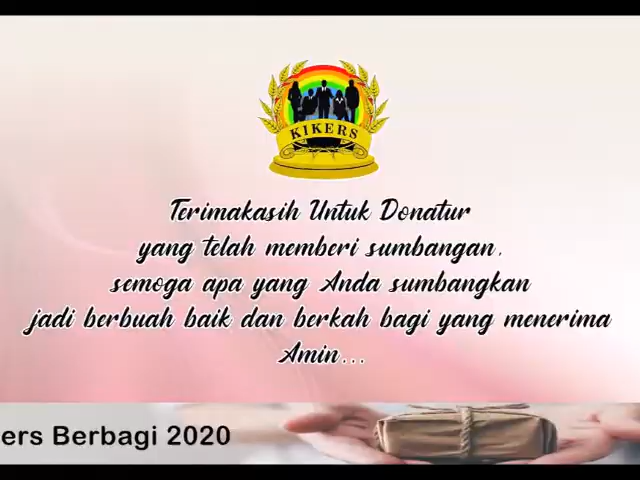 KIKERS
Terimakasih Untuk Donatur
yang telah memberi sumbangan.
semoga apa yang Anda sumbangkan
jadi berbuah baik dan berkah bagi yang menerima
Amin...
ers Berbagi 2020